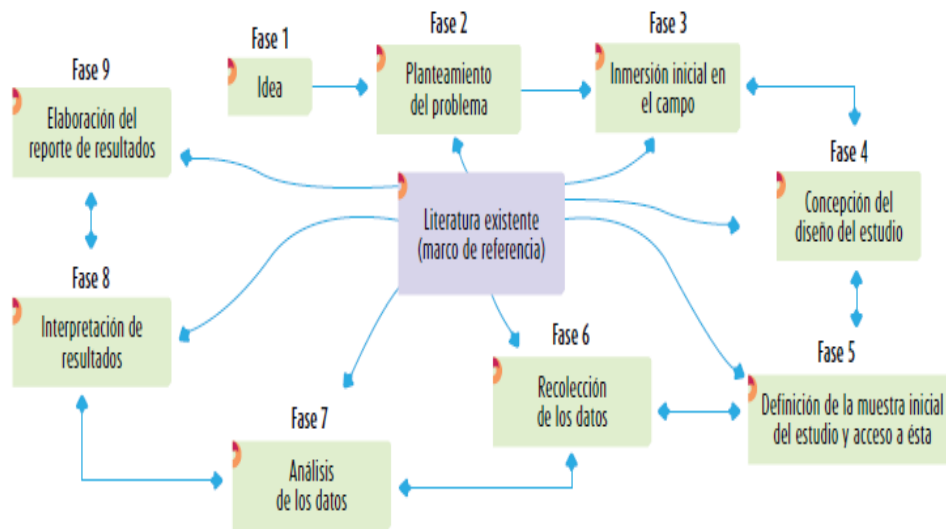 Fase 1
Idea
Fase 2
Planteamiento
del problema
Fase 3
Inmersión inicial en
el campo
Fase 4
Concepción del
diseño del estudio
Fase 5
Definición de la muestra inicial
del estudio y acceso a ésta
Fase 6
Recolección
de los datos
Fase 7
Análisis
de los datos
Fase 8
Interpretación de
resultados
Fase 9
Elaboración del
reporte de resultados
Literatura existente
(marco de referencia)